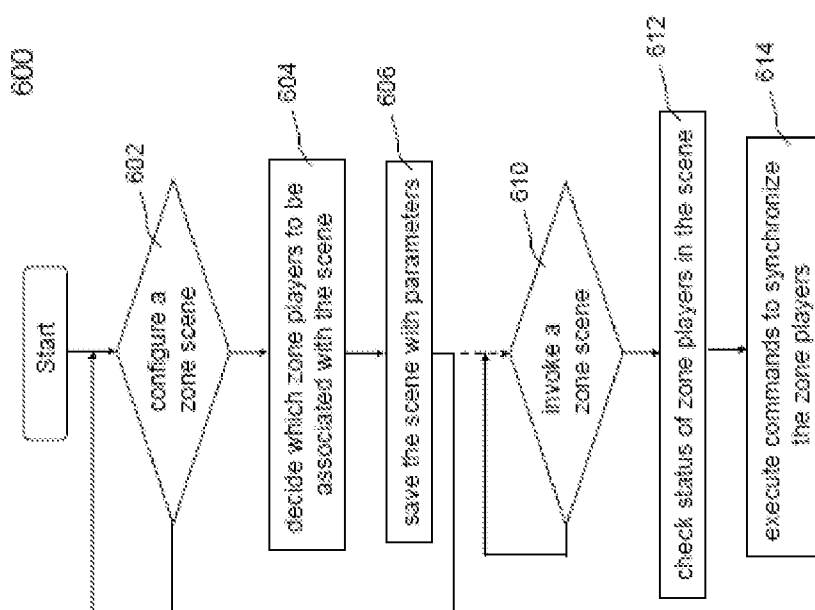 600
Start
602
configure a
zone scene
604
decide which zone players to be
associated with the scene
606
save the scene with parameters
610
invoke a
zone scene
612
check status of zone players in the scene
614
execute commands to synchronize
the zone players